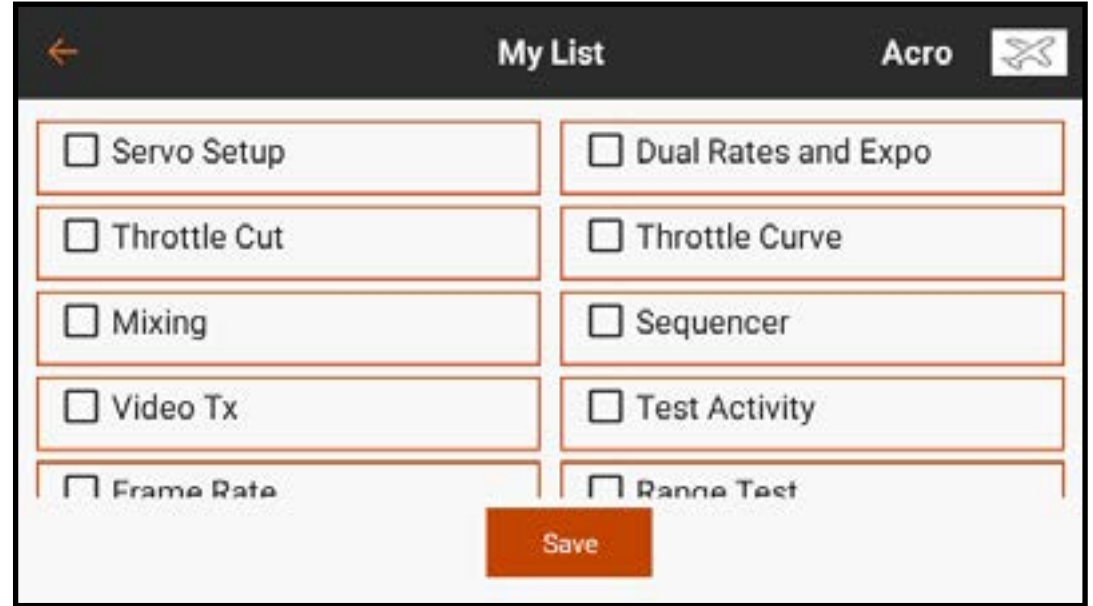 My List Acro
Servo Setup Dual Rates and Expo
Throttle Cut Throttle Curve
Mixing Sequencer
Video Tx Test Activity
Frame Rate Range Test
Save